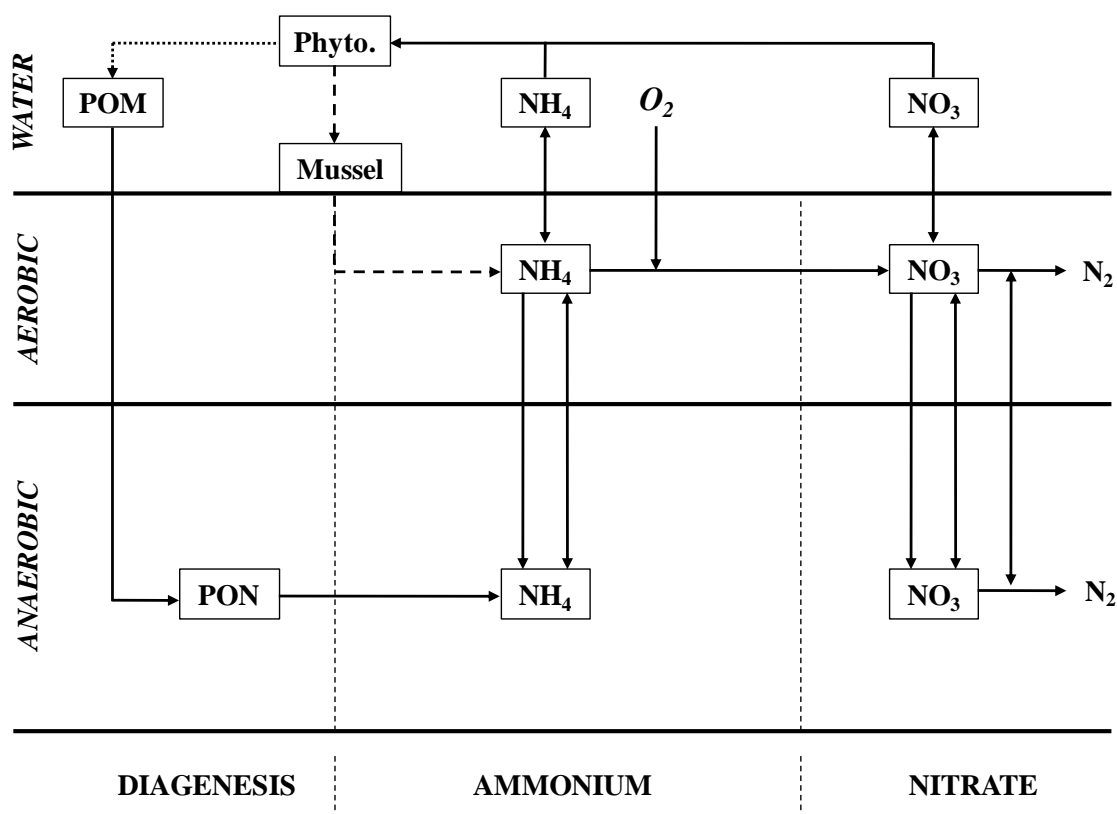 WATER
Phyto.
POM
NH₄
O₂
NO₃
Mussel
AEROBIC
NH₄
NO₃
N₂
ANAEROBIC
PON
NH₄
NO₃
N₂
DIAGENESIS
AMMONIUM
NITRATE